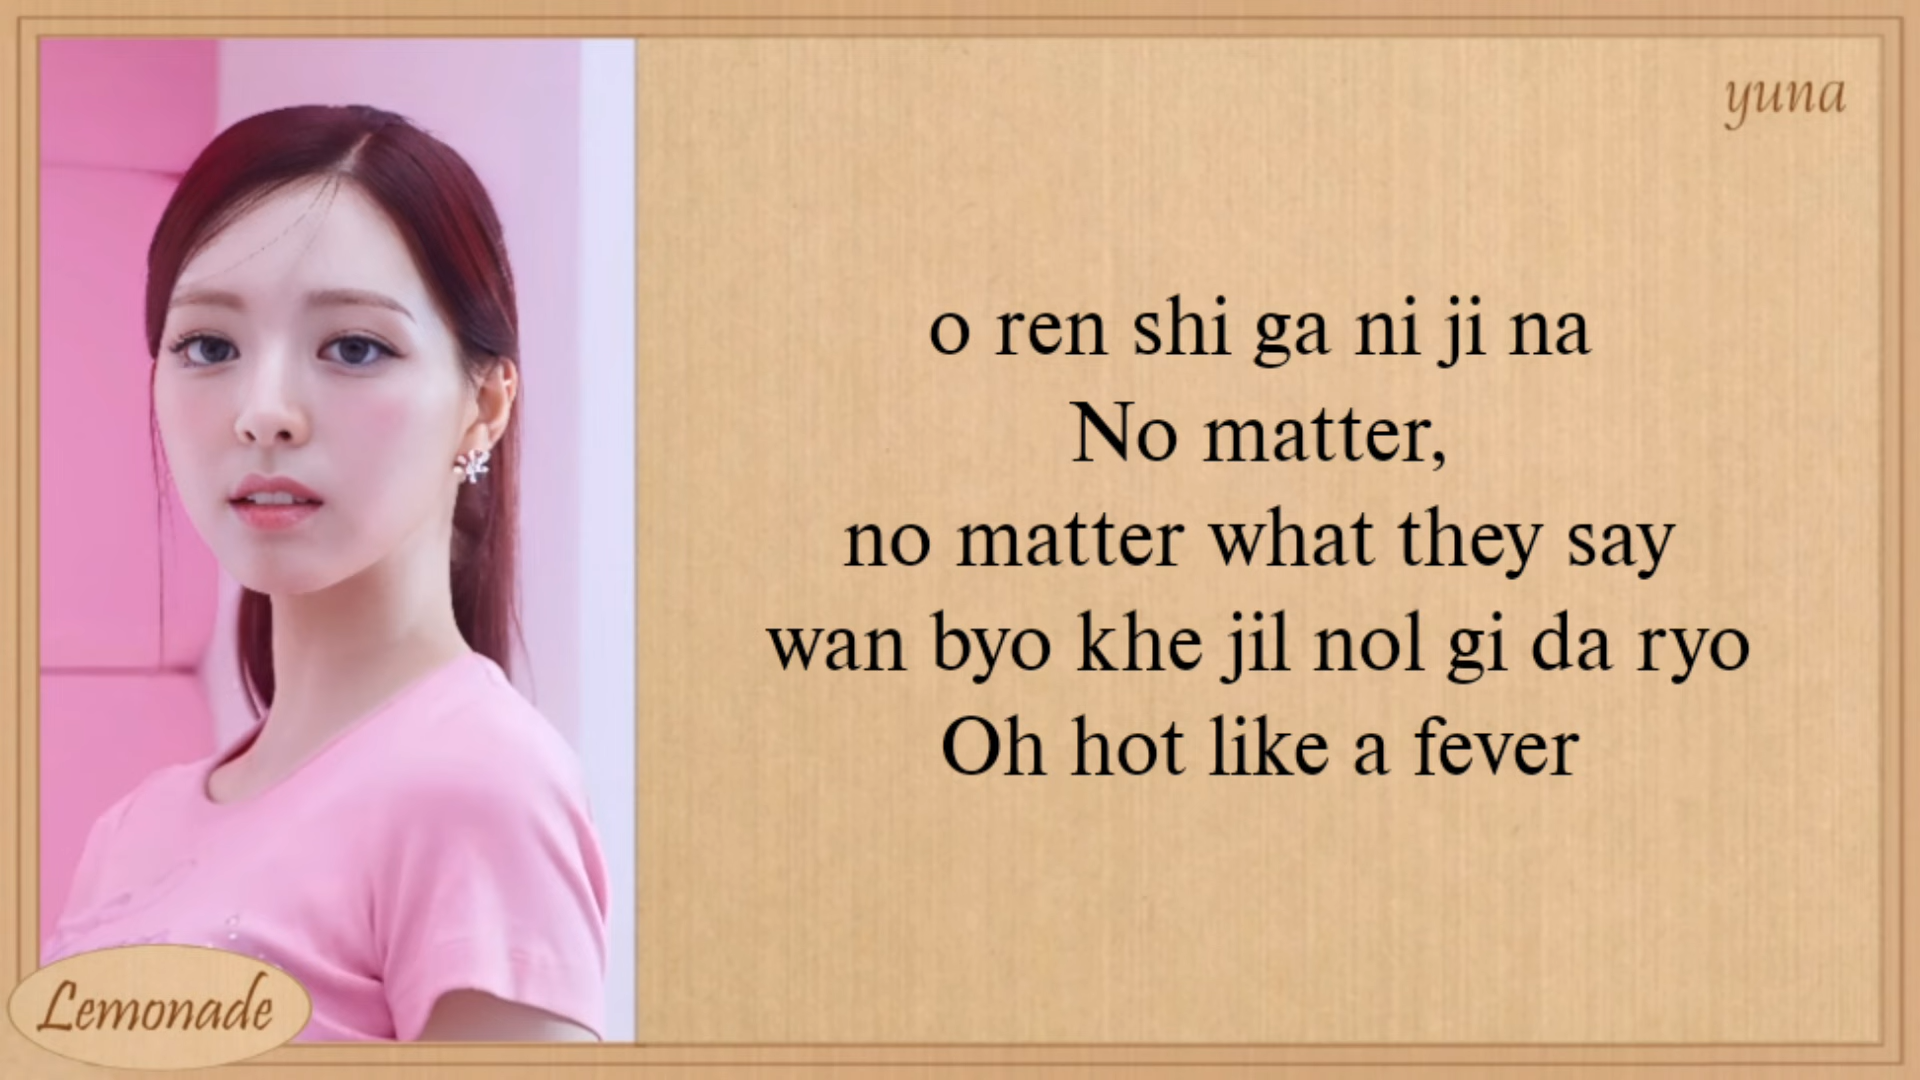 yuna
o ren shi ga ni ji na
No matter,
no matter what they say
wan byo khe jil nol gi da ryo
Oh hot like a fever
Lemonade